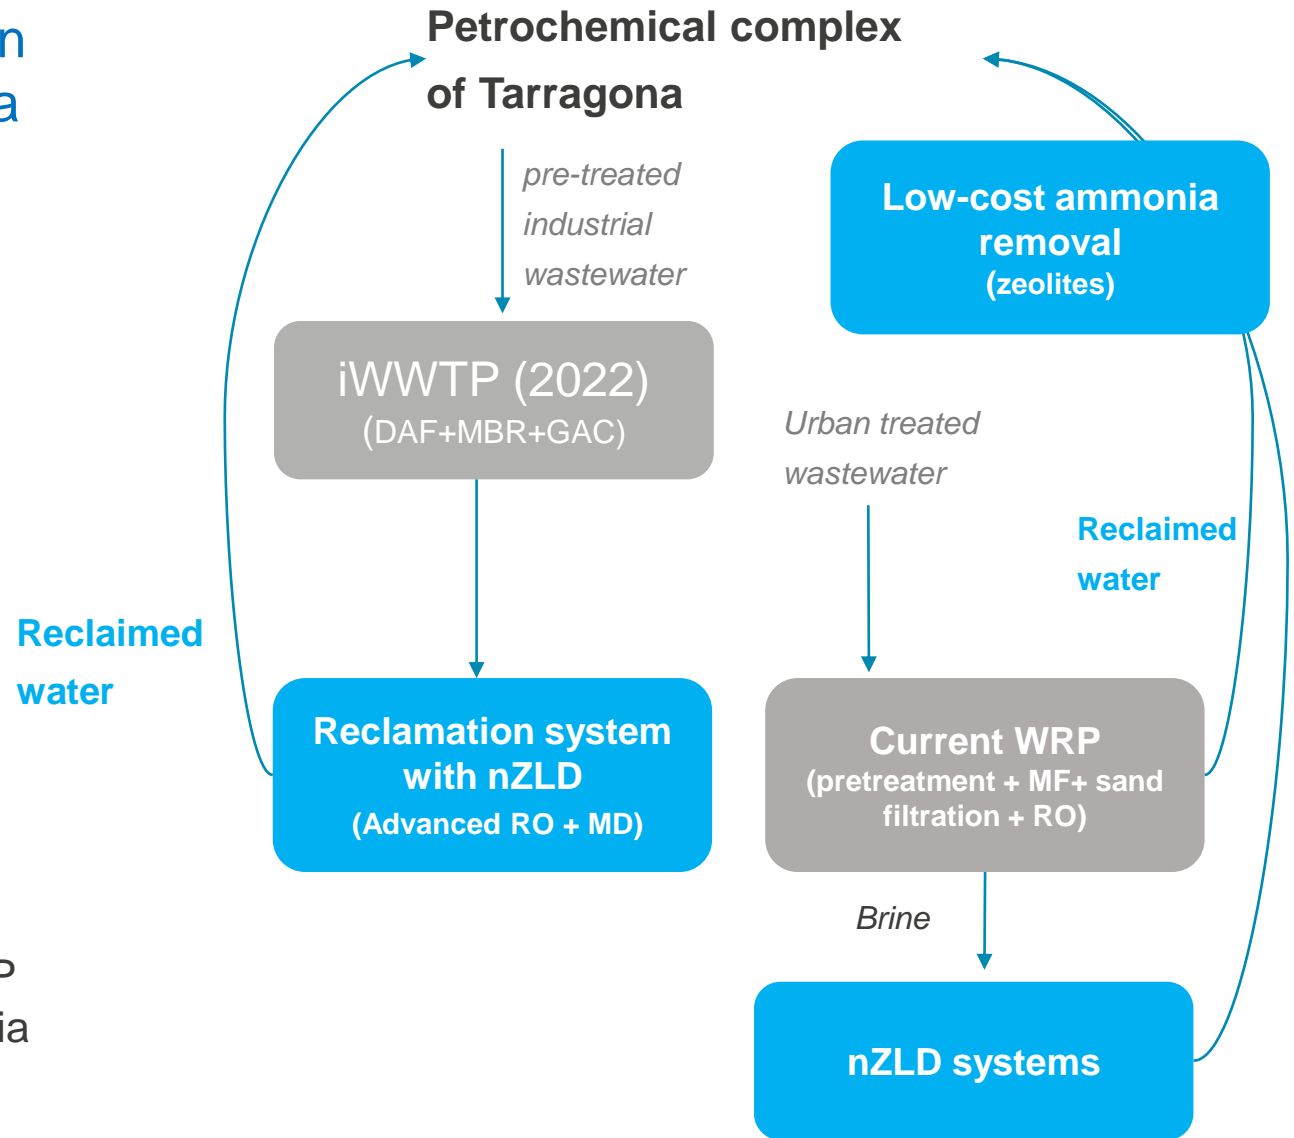 Petrochemical complex
of Tarragona
pre-treated
industrial
wastewater
Low-cost ammonia
removal
(zeolites)
iWWTP (2022)
(DAF+MBR+GAC)
Urban treated
wastewater
Reclaimed
water
Reclaimed
water
Reclamation system
with nZLD
(Advanced RO + MD)
Current WRP
(pretreatment + MF+ sand
filtration + RO)
Brine
nZLD systems